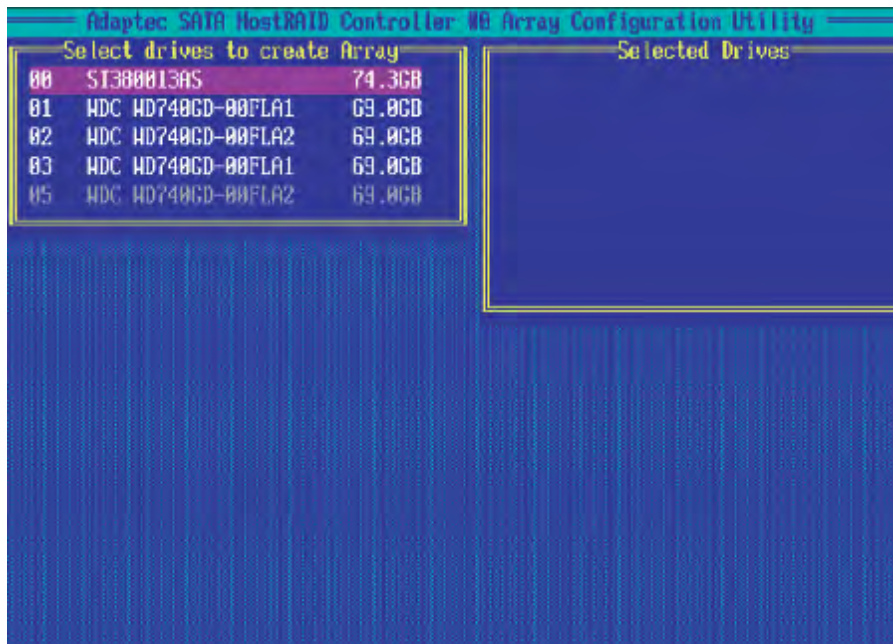 Adaptec SATA HostRAID Controller #0 Array Configuration Utility
Select drives to create Array
00 ST380013AS 74.3GB
01 WDC WD740GD-00FLA1 69.0GB
02 WDC WD740GD-00FLA2 69.0GB
03 WDC WD740GD-00FLA1 69.0GB
05 WDC WD740GD-00FLA2 69.0GB
Selected Drives